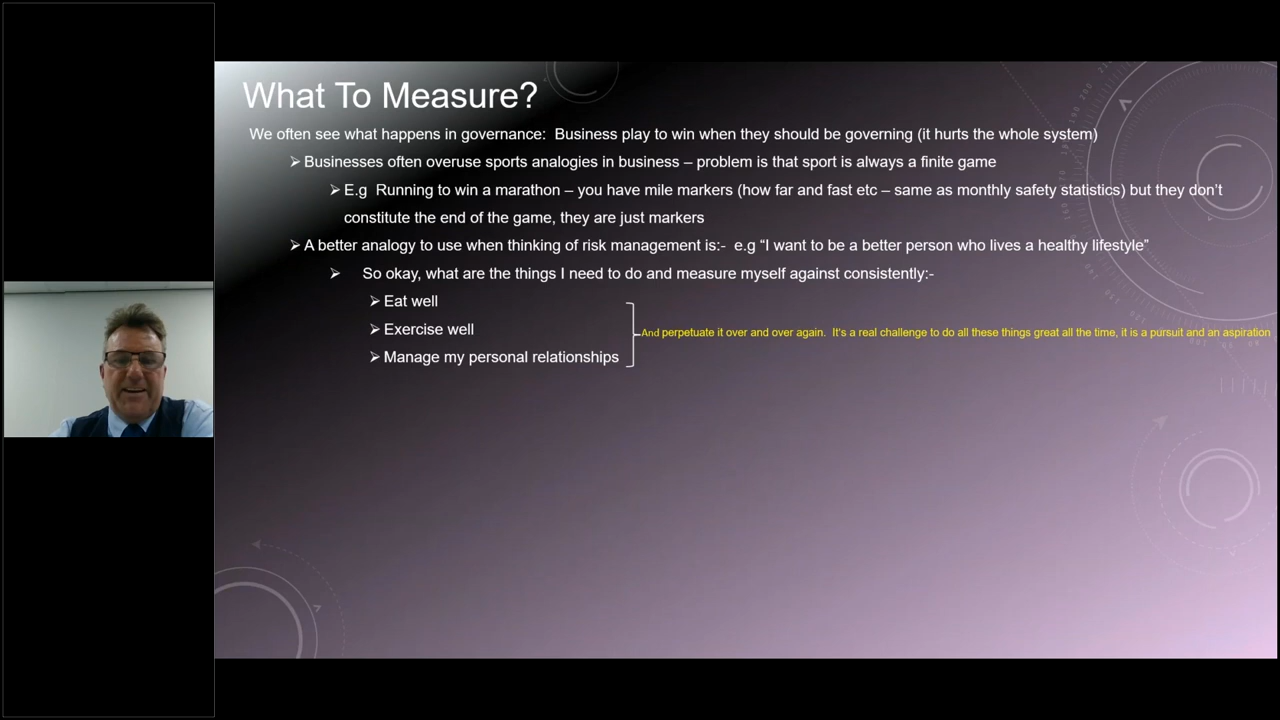 What To Measure?
We often see what happens in governance:  Business play to win when they should be governing (it hurts the whole system)
Businesses often overuse sports analogies in business – problem is that sport is always a finite game
E.g  Running to win a marathon – you have mile markers (how far and fast etc – same as monthly safety statistics) but they don't
constitute the end of the game, they are just markers
A better analogy to use when thinking of risk management is:-  e.g "I want to be a better person who lives a healthy lifestyle"
So okay, what are the things I need to do and measure myself against consistently:-
Eat well
Exercise well
And perpetuate it over and over again.  It's a real challenge to do all these things great all the time, it is a pursuit and an aspiration
Manage my personal relationships